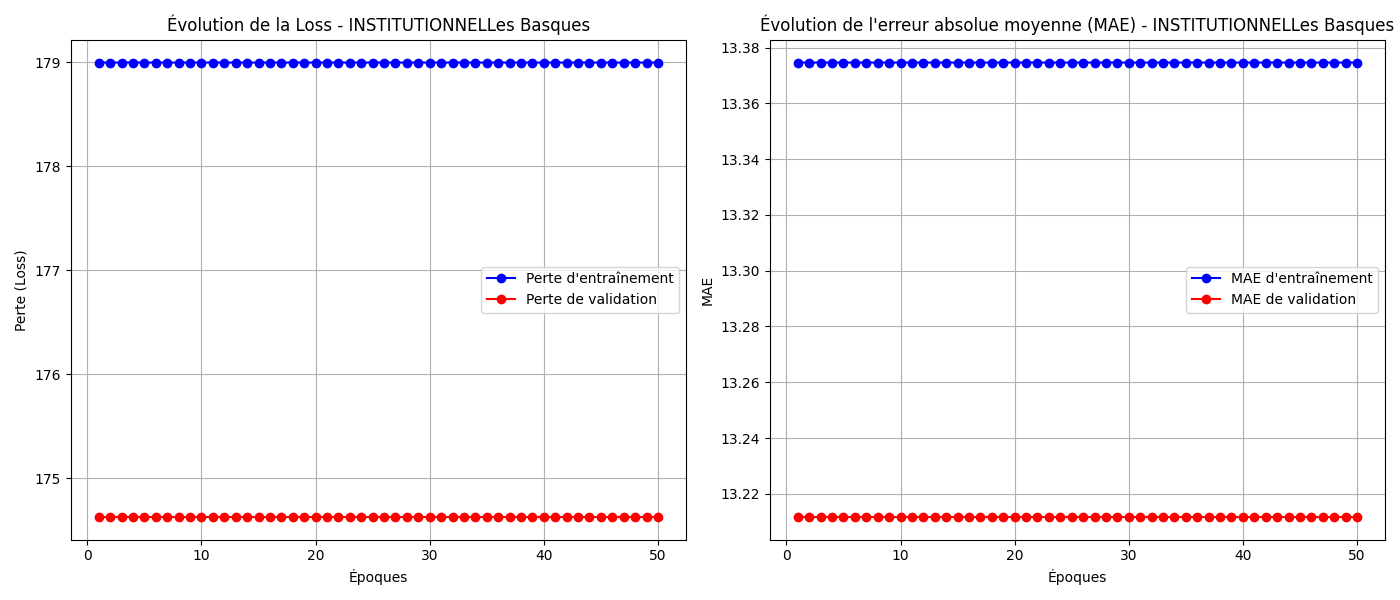 Évolution de la Loss - INSTITUTIONNELLes Basques
179
178
177
176
175
Perte (Loss)
Perte d'entraînement
Perte de validation
0 10 20 30 40 50
Époques
Évolution de l'erreur absolue moyenne (MAE) - INSTITUTIONNELLes Basques
13.38
13.36
13.34
13.32
13.30
13.28
13.26
13.24
13.22
MAE
MAE d'entraînement
MAE de validation
0 10 20 30 40 50
Époques